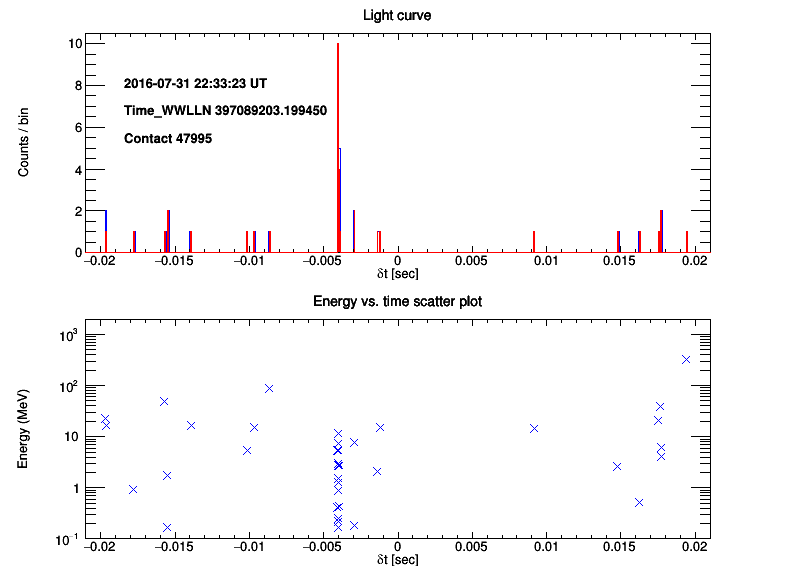 Light curve
Counts / bin
10
8
6
4
2
0
2016-07-31 22:33:23 UT
Time_WWLLN 397089203.199450
Contact 47995
−0.02 −0.015 −0.01 −0.005 0 0.005 0.01 0.015 0.02
δt [sec]
Energy vs. time scatter plot
Energy (MeV)
10³
10²
10
1
10⁻¹
−0.02 −0.015 −0.01 −0.005 0 0.005 0.01 0.015 0.02
δt [sec]